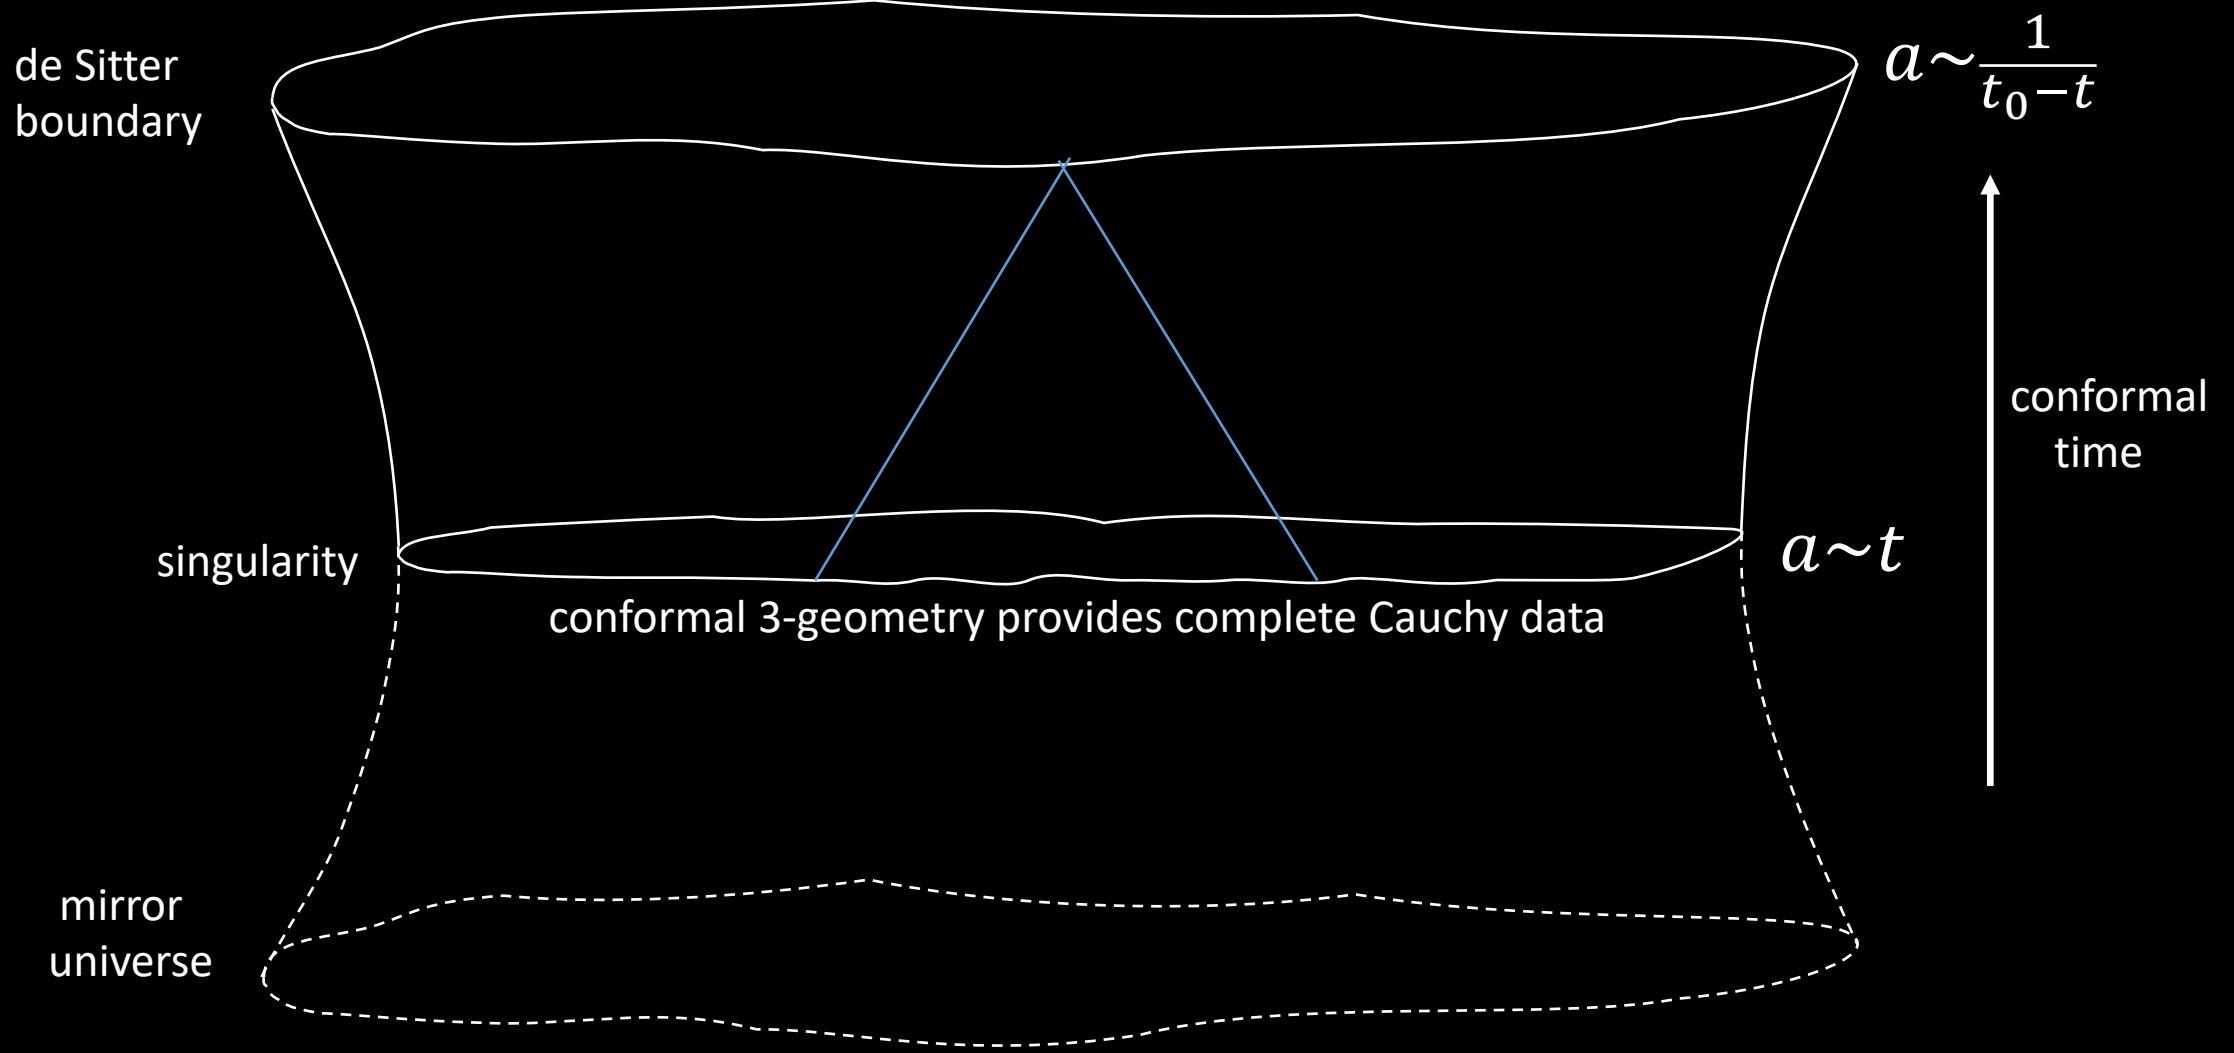 de Sitter
boundary
a~1/(t₀−t)
conformal
time
singularity
a~t
conformal 3-geometry provides complete Cauchy data
mirror
universe